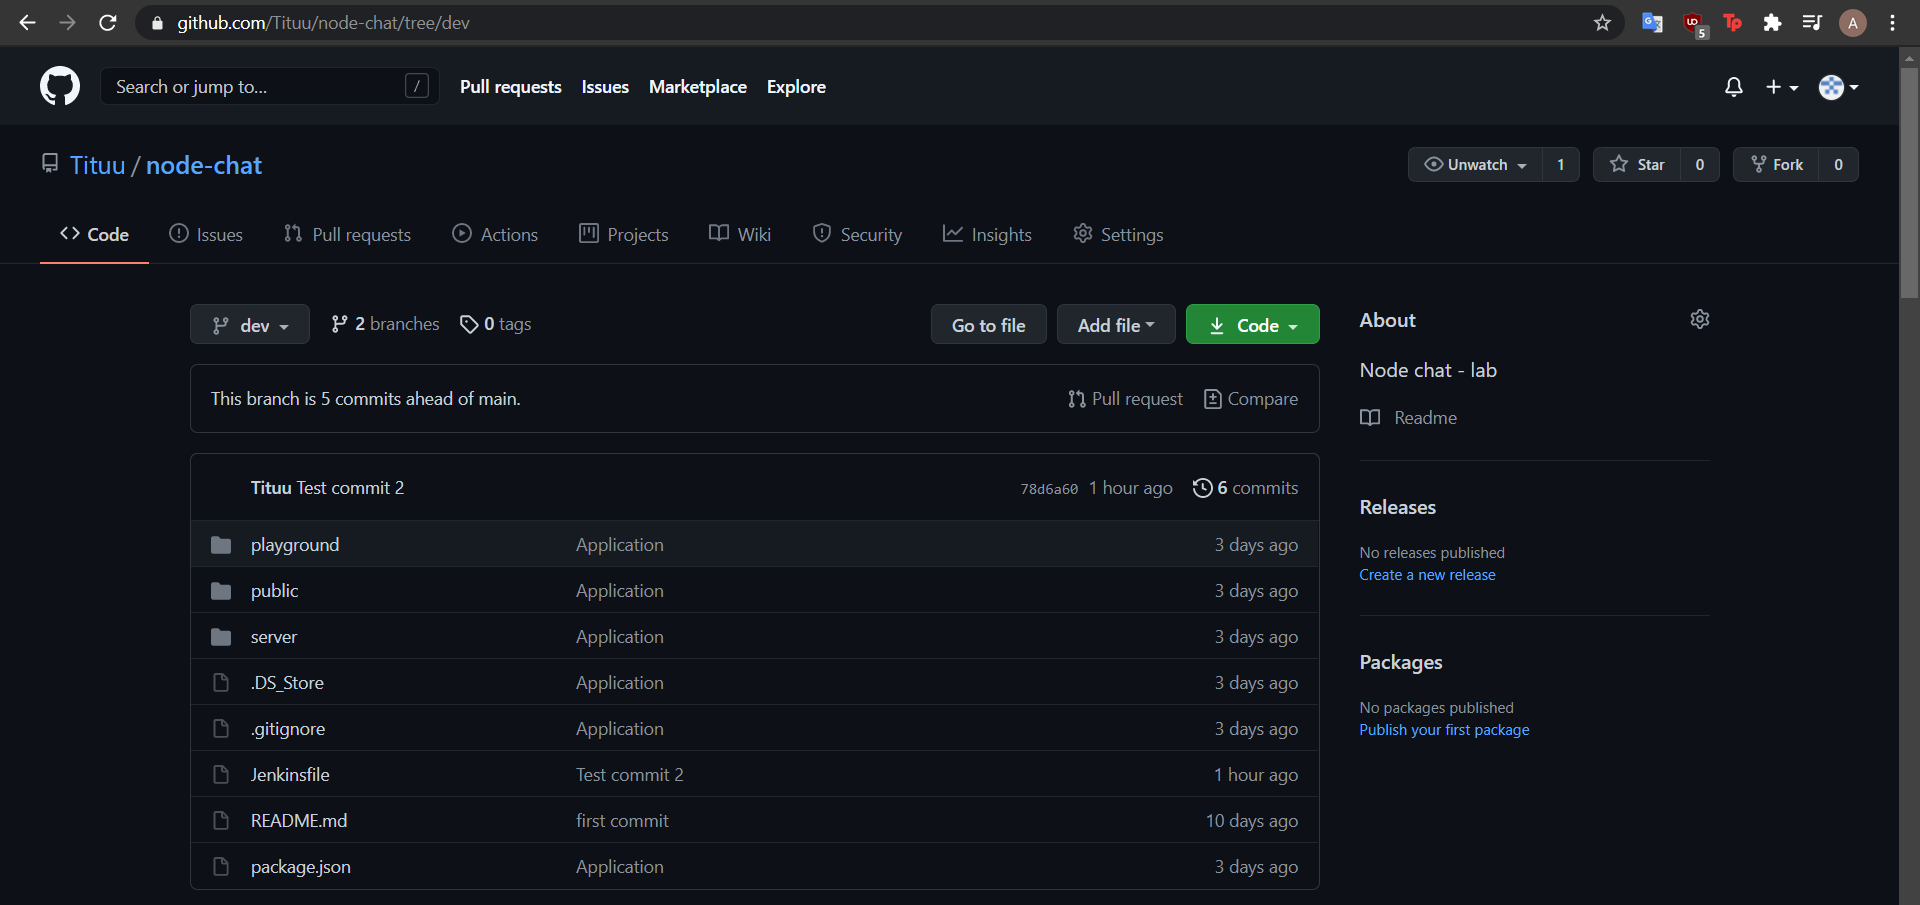 github.com/Tituu/node-chat/tree/dev
5
Tp
A
Search or jump to... /
Pull requests Issues Marketplace Explore
Tituu / node-chat
Unwatch 1 Star 0 Fork 0
Code Issues Pull requests Actions Projects Wiki Security Insights Settings
dev 2 branches 0 tags Go to file Add file Code
This branch is 5 commits ahead of main. Pull request Compare
Tituu Test commit 2 78d6a60 1 hour ago 6 commits
playground Application 3 days ago
public Application 3 days ago
server Application 3 days ago
.DS_Store Application 3 days ago
.gitignore Application 3 days ago
Jenkinsfile Test commit 2 1 hour ago
README.md first commit 10 days ago
package.json Application 3 days ago
About
Node chat - lab
Readme
Releases
No releases published
Create a new release
Packages
No packages published
Publish your first package